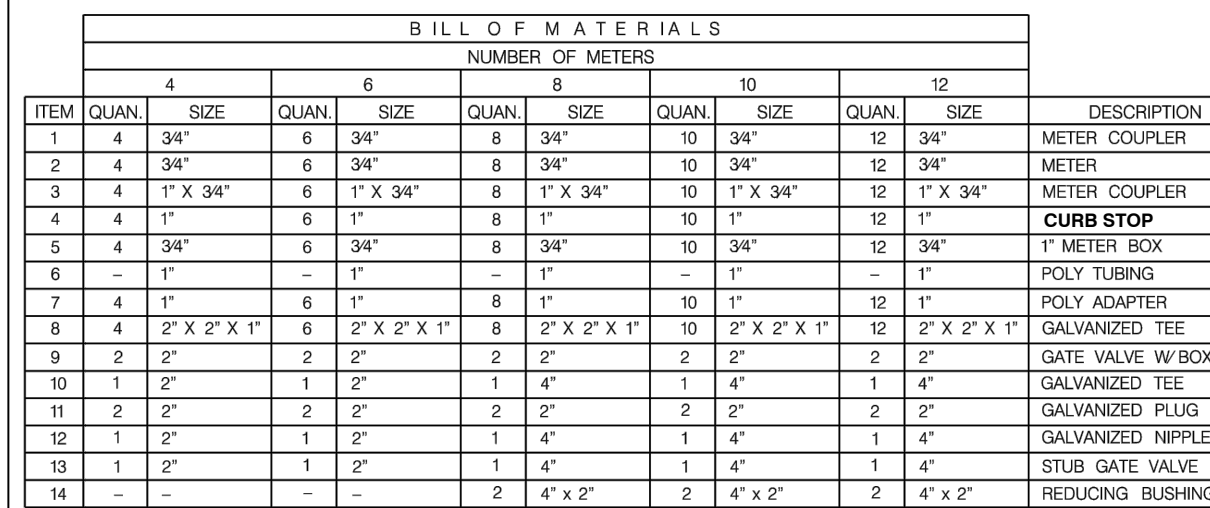 BILL OF MATERIALS
NUMBER OF METERS
4 6 8 10 12
ITEM QUAN. SIZE QUAN. SIZE QUAN. SIZE QUAN. SIZE QUAN. SIZE DESCRIPTION
1 4 3/4" 6 3/4" 8 3/4" 10 3/4" 12 3/4" METER COUPLER
2 4 3/4" 6 3/4" 8 3/4" 10 3/4" 12 3/4" METER
3 4 1" X 3/4" 6 1" X 3/4" 8 1" X 3/4" 10 1" X 3/4" 12 1" X 3/4" METER COUPLER
4 4 1" 6 1" 8 1" 10 1" 12 1" CURB STOP
5 4 3/4" 6 3/4" 8 3/4" 10 3/4" 12 3/4" 1" METER BOX
6 – 1" – 1" – 1" – 1" – 1" POLY TUBING
7 4 1" 6 1" 8 1" 10 1" 12 1" POLY ADAPTER
8 4 2" X 2" X 1" 6 2" X 2" X 1" 8 2" X 2" X 1" 10 2" X 2" X 1" 12 2" X 2" X 1" GALVANIZED TEE
9 2 2" 2 2" 2 2" 2 2" 2 2" GATE VALVE W/BOX
10 1 2" 1 2" 1 4" 1 4" 1 4" GALVANIZED TEE
11 2 2" 2 2" 2 2" 2 2" 2 2" GALVANIZED PLUG
12 1 2" 1 2" 1 4" 1 4" 1 4" GALVANIZED NIPPLE
13 1 2" 1 2" 1 4" 1 4" 1 4" STUB GATE VALVE
14 – – – – 2 4" x 2" 2 4" x 2" 2 4" x 2" REDUCING BUSHING